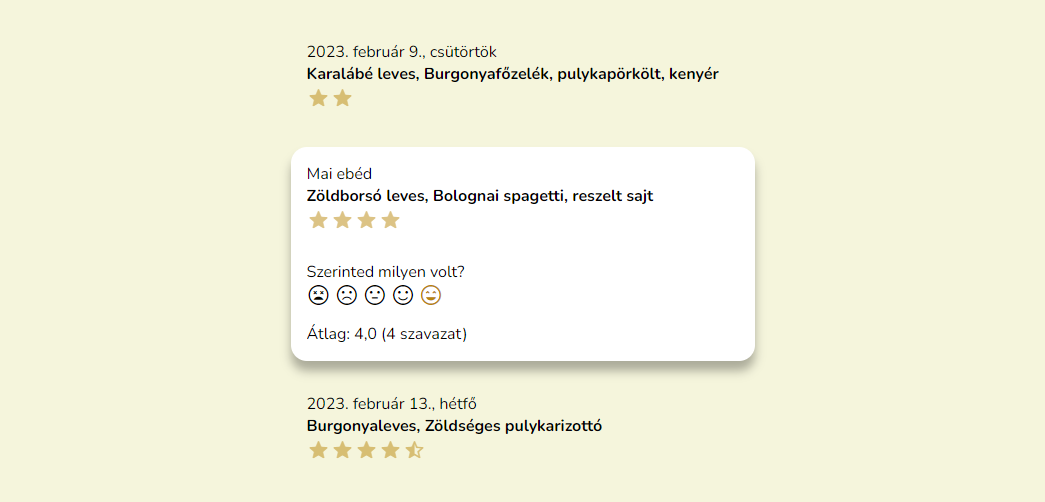 2023. február 9., csütörtök
Karalábé leves, Burgonyafőzelék, pulykapörkölt, kenyér
Mai ebéd
Zöldborsó leves, Bolognai spagetti, reszelt sajt
Szerinted milyen volt?
Átlag: 4,0 (4 szavazat)
2023. február 13., hétfő
Burgonyaleves, Zöldséges pulykarizottó